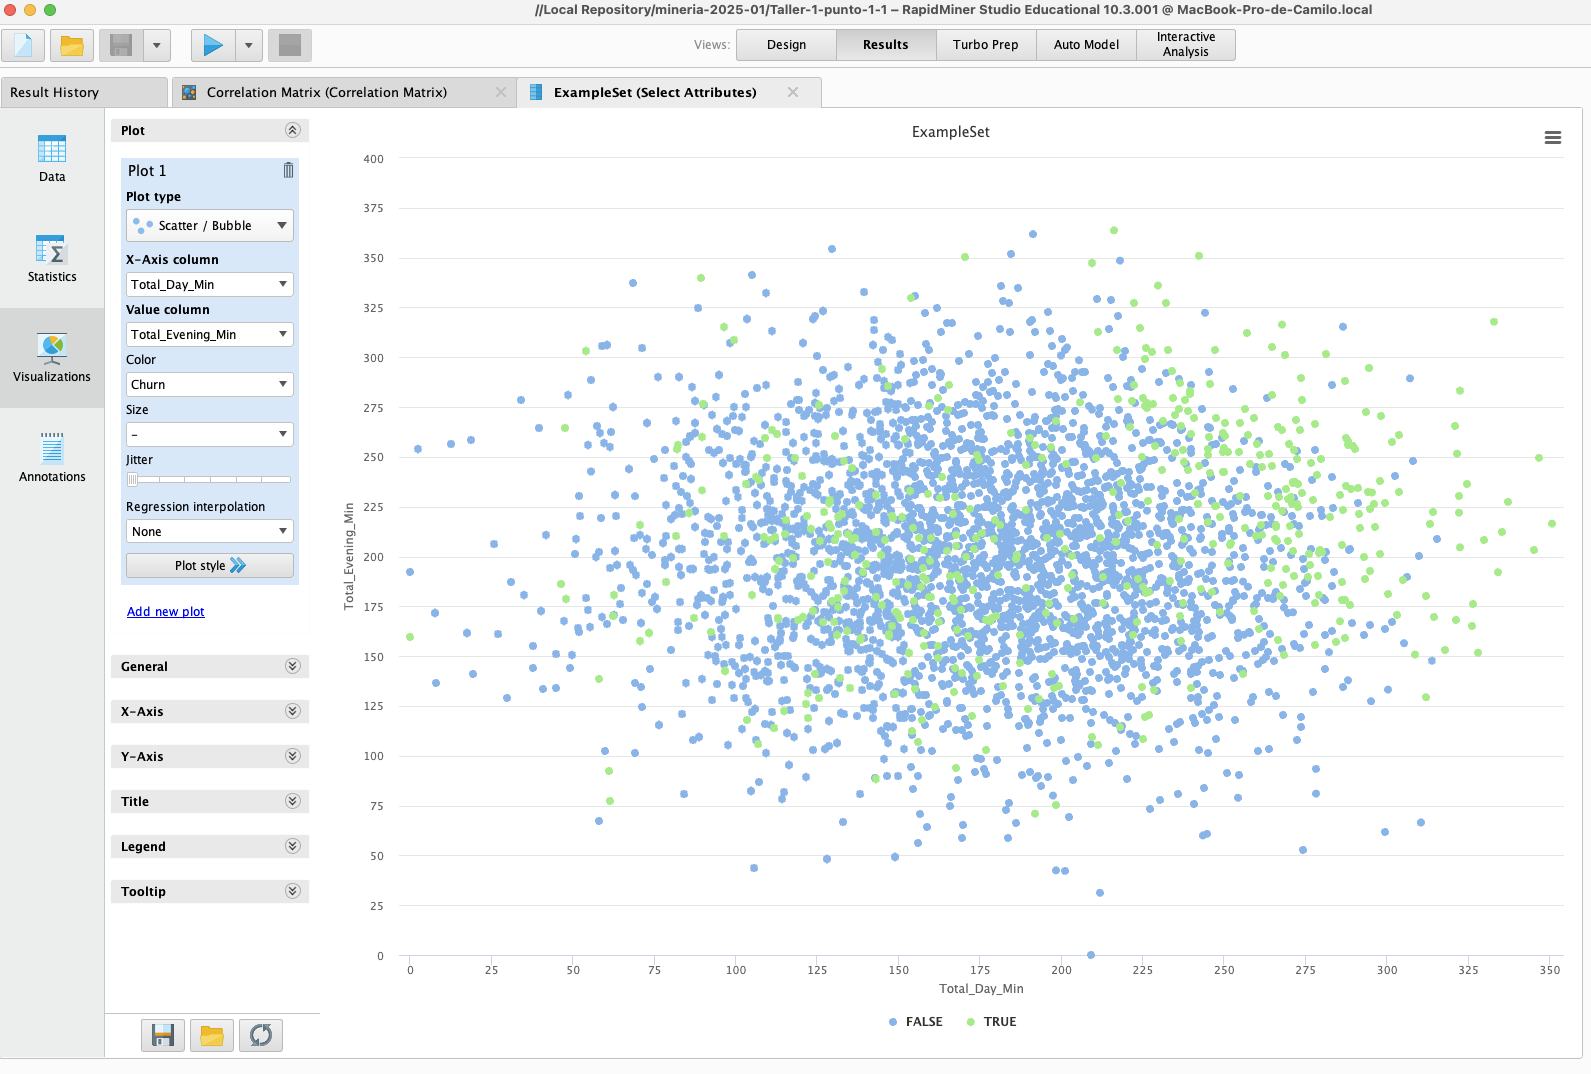 //Local Repository/mineria-2025-01/Taller-1-punto-1-1 – RapidMiner Studio Educational 10.3.001 @ MacBook-Pro-de-Camilo.local
Views:
Design
Results
Turbo Prep
Auto Model
Interactive
Analysis
Result History
Correlation Matrix (Correlation Matrix)
ExampleSet (Select Attributes)
Data
Statistics
Visualizations
Annotations
Plot
Plot 1
Plot type
Scatter / Bubble
X-Axis column
Total_Day_Min
Value column
Total_Evening_Min
Color
Churn
Size
–
Jitter
Regression interpolation
None
Plot style
Add new plot
General
X-Axis
Y-Axis
Title
Legend
Tooltip
ExampleSet
400
375
350
325
300
275
250
225
200
175
150
125
100
75
50
25
0
Total_Evening_Min
0
25
50
75
100
125
150
175
200
225
250
275
300
325
350
Total_Day_Min
FALSE
TRUE